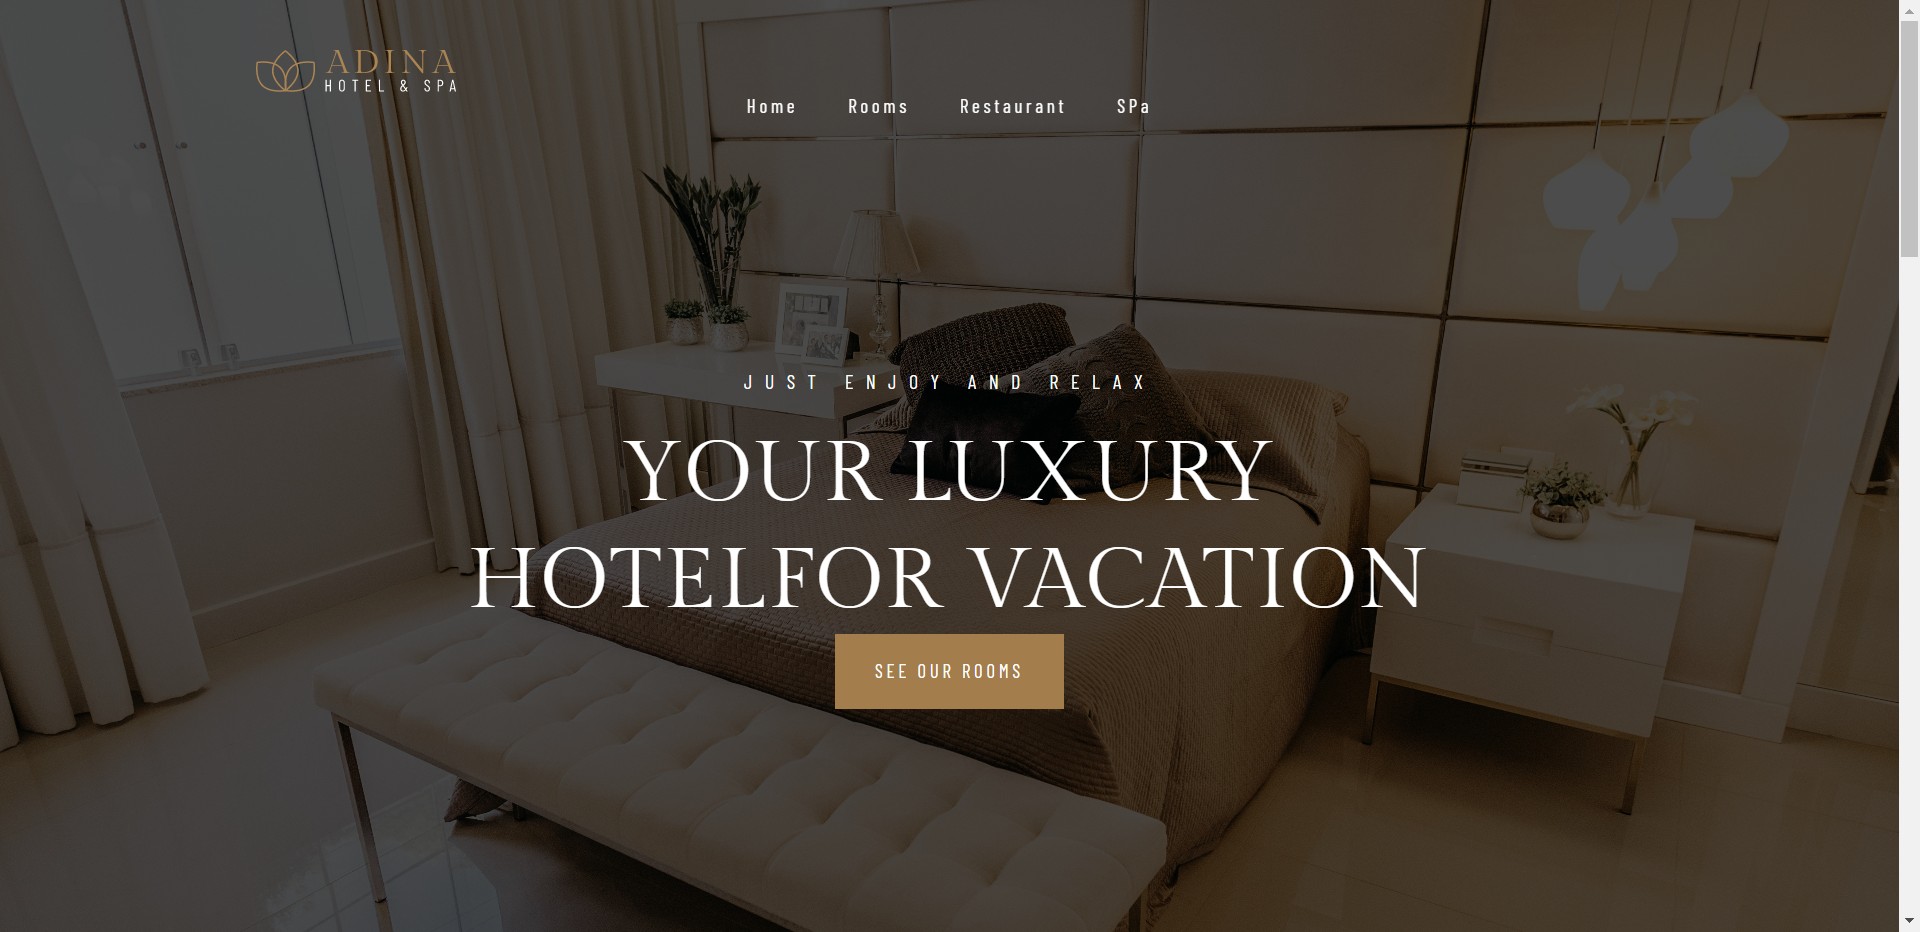 ADINA
HOTEL & SPA
Home Rooms Restaurant SPa
JUST ENJOY AND RELAX
YOUR LUXURY
HOTELFOR VACATION
SEE OUR ROOMS